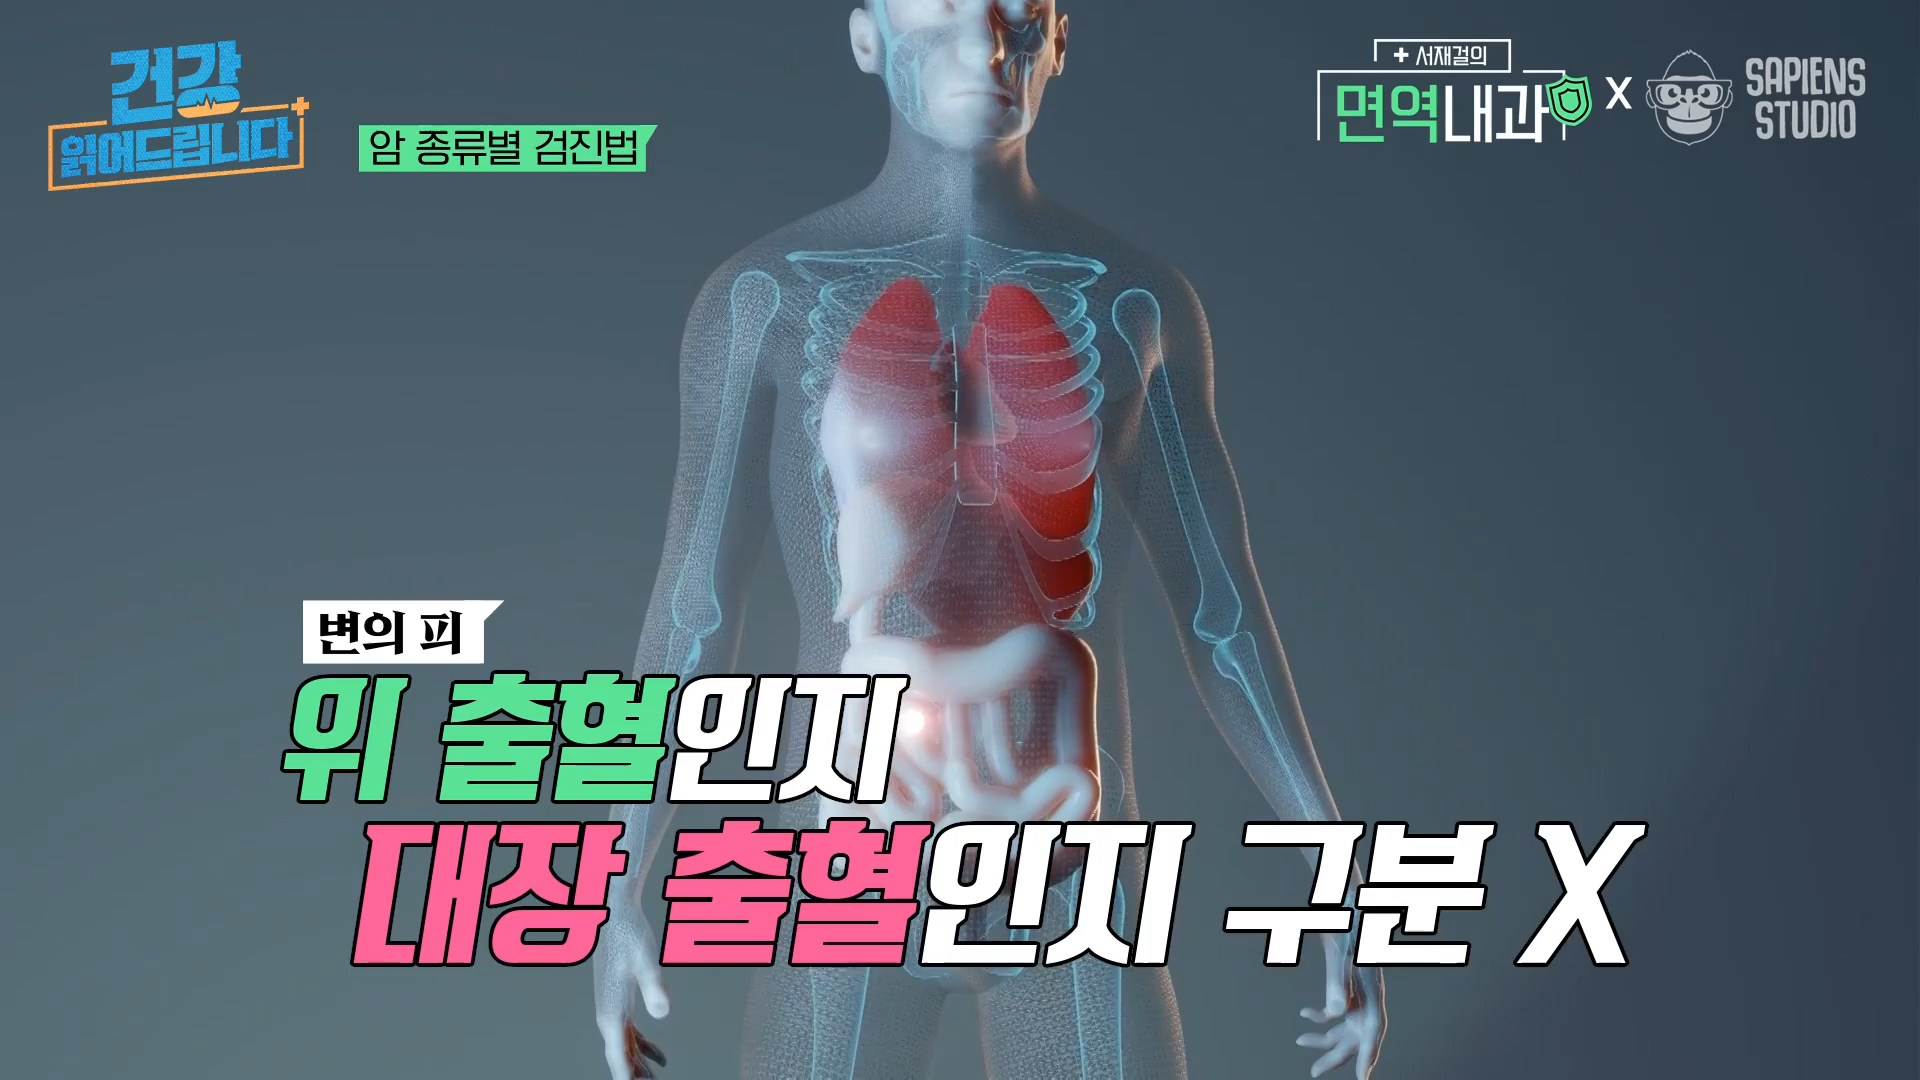 건강
읽어드립니다
암 종류별 검진법
서재걸의
면역내과
X
SAPIENS
STUDIO
변의 피
위 출혈인지
대장 출혈인지 구분 X